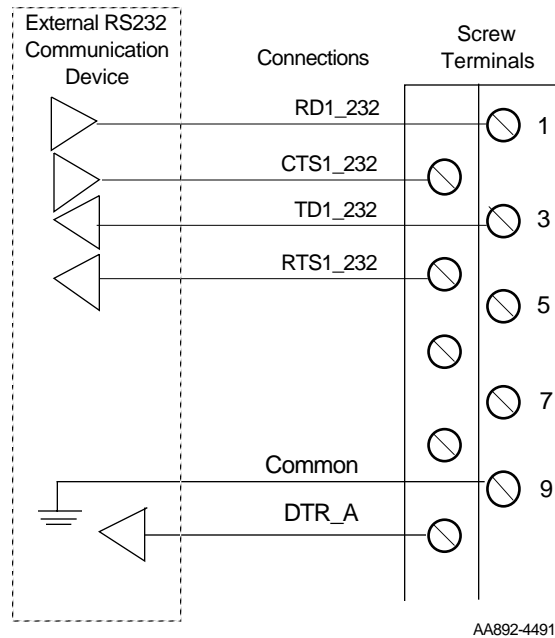 External RS232
Communication
Device
Connections
Screw
Terminals
RD1_232
1
CTS1_232
TD1_232
3
RTS1_232
5
7
Common
9
DTR_A
AA892-4491